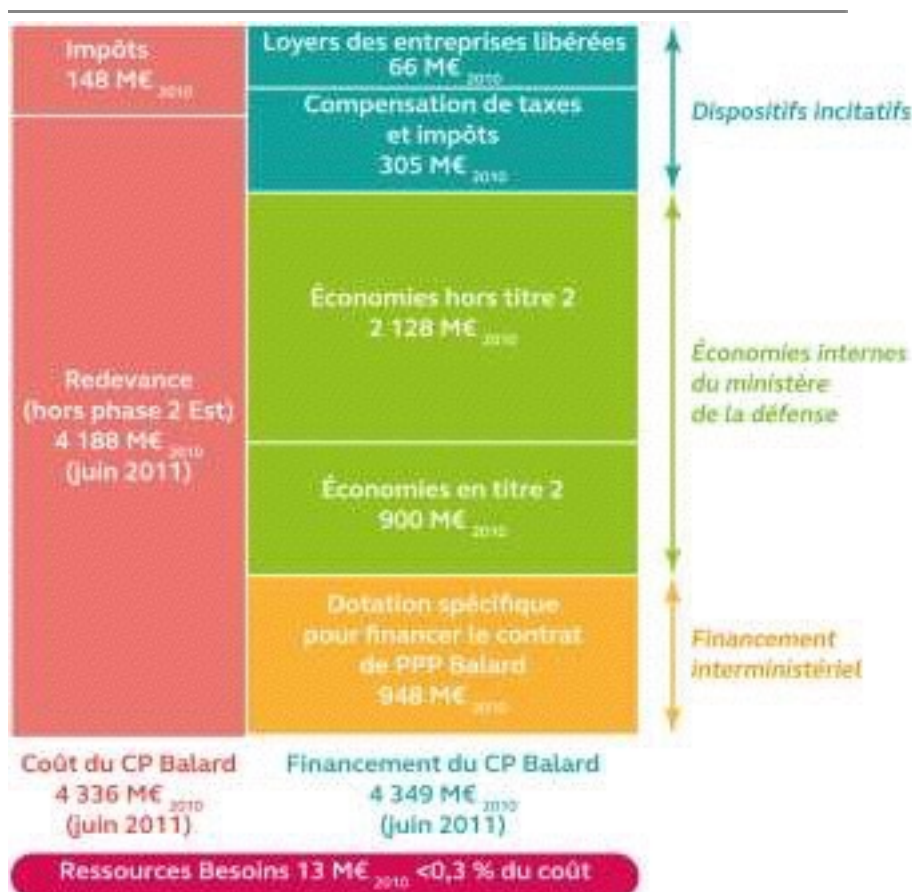 Impôts
148 M€ 2010
Redevance
(hors phase 2 Est)
4 188 M€ 2010
(juin 2011)
Loyers des entreprises libérées
66 M€ 2010
Compensation de taxes
et impôts
305 M€ 2010
Économies hors titre 2
2 128 M€ 2010
Économies en titre 2
900 M€ 2010
Dotation spécifique
pour financer le contrat
de PPP Balard
948 M€ 2010
Dispositifs incitatifs
Économies internes
du ministère
de la défense
Financement
interministériel
Coût du CP Balard
4 336 M€ 2010
(juin 2011)
Financement du CP Balard
4 349 M€ 2010
(juin 2011)
Ressources Besoins 13 M€ 2010 <0,3 % du coût